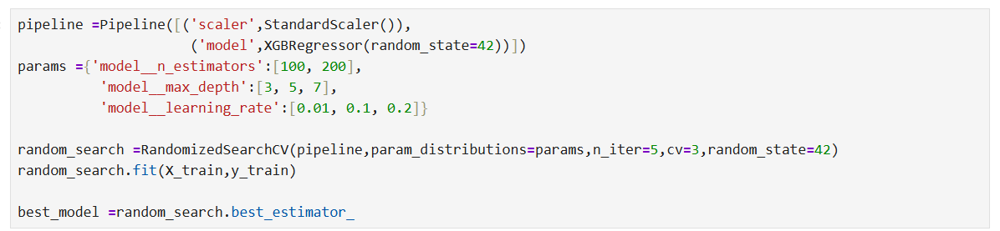 pipeline =Pipeline([('scaler',StandardScaler()),
                    ('model',XGBRegressor(random_state=42))])
params ={'model__n_estimators':[100, 200],
         'model__max_depth':[3, 5, 7],
         'model__learning_rate':[0.01, 0.1, 0.2]}
random_search =RandomizedSearchCV(pipeline,param_distributions=params,n_iter=5,cv=3,random_state=42)
random_search.fit(X_train,y_train)
best_model =random_search.best_estimator_